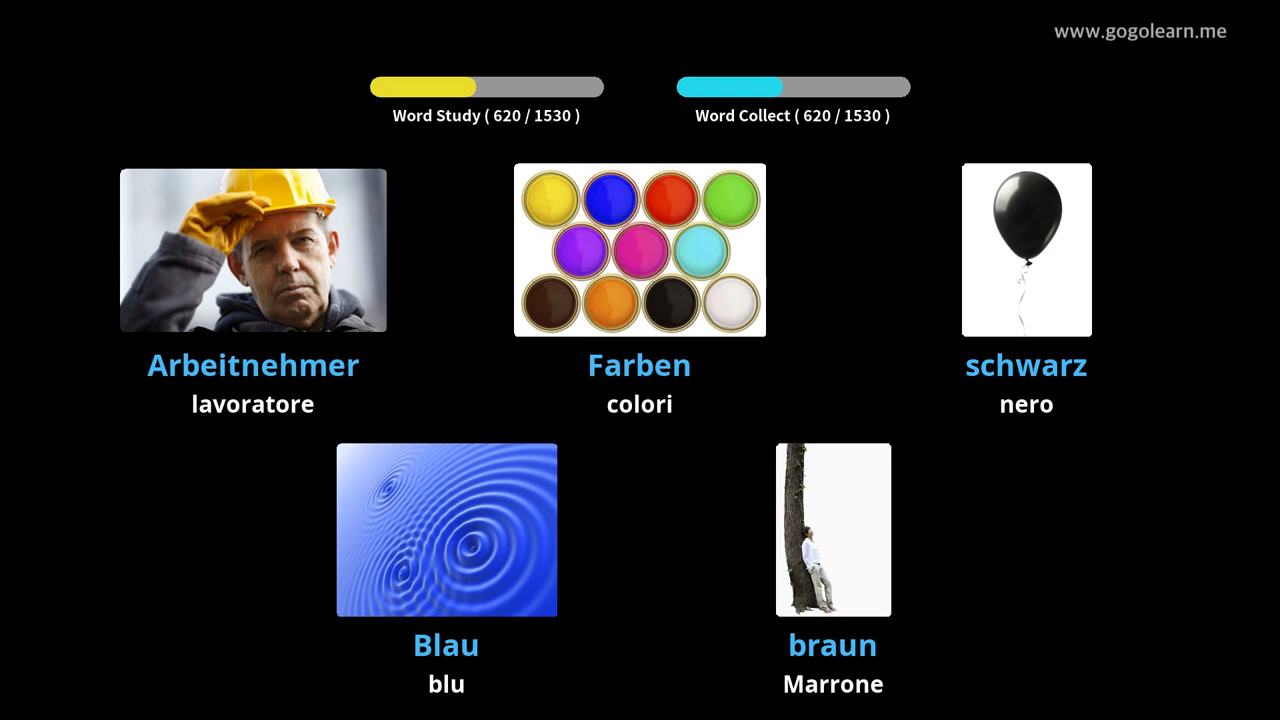 www.gogolearn.me
Word Study ( 620 / 1530 )
Word Collect ( 620 / 1530 )
Arbeitnehmer
lavoratore
Farben
colori
schwarz
nero
Blau
blu
braun
Marrone